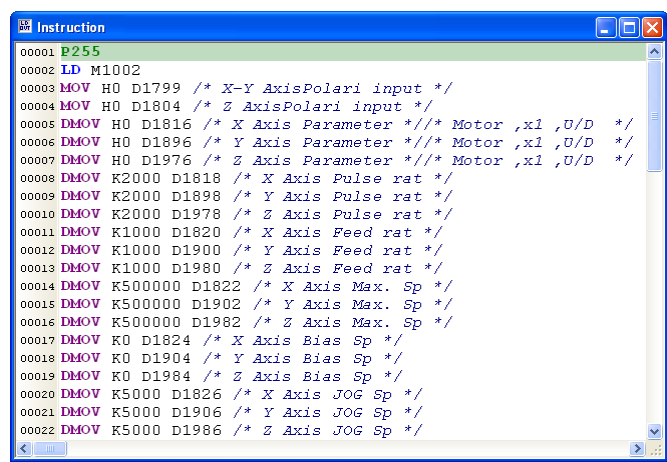 LD OUT Instruction
00001 P255
00002 LD M1002
00003 MOV H0 D1799 /* X-Y AxisPolari input */
00004 MOV H0 D1804 /* Z AxisPolari input */
00005 DMOV H0 D1816 /* X Axis Parameter *//* Motor ,x1 ,U/D */
00006 DMOV H0 D1896 /* Y Axis Parameter *//* Motor ,x1 ,U/D */
00007 DMOV H0 D1976 /* Z Axis Parameter *//* Motor ,x1 ,U/D */
00008 DMOV K2000 D1818 /* X Axis Pulse rat */
00009 DMOV K2000 D1898 /* Y Axis Pulse rat */
00010 DMOV K2000 D1978 /* Z Axis Pulse rat */
00011 DMOV K1000 D1820 /* X Axis Feed rat */
00012 DMOV K1000 D1900 /* Y Axis Feed rat */
00013 DMOV K1000 D1980 /* Z Axis Feed rat */
00014 DMOV K500000 D1822 /* X Axis Max. Sp */
00015 DMOV K500000 D1902 /* Y Axis Max. Sp */
00016 DMOV K500000 D1982 /* Z Axis Max. Sp */
00017 DMOV K0 D1824 /* X Axis Bias Sp */
00018 DMOV K0 D1904 /* Y Axis Bias Sp */
00019 DMOV K0 D1984 /* Z Axis Bias Sp */
00020 DMOV K5000 D1826 /* X Axis JOG Sp */
00021 DMOV K5000 D1906 /* Y Axis JOG Sp */
00022 DMOV K5000 D1986 /* Z Axis JOG Sp */